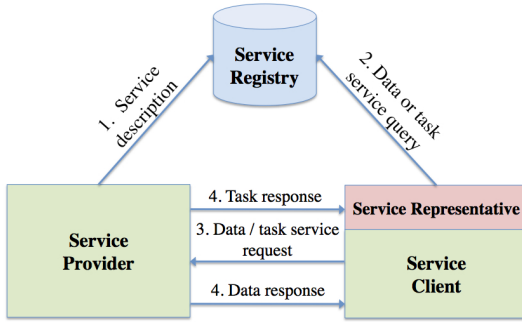 Service
Registry
1. Service
description
2. Data or task
service query
4. Task response
Service Representative
3. Data / task service
request
Service
Provider
Service
Client
4. Data response